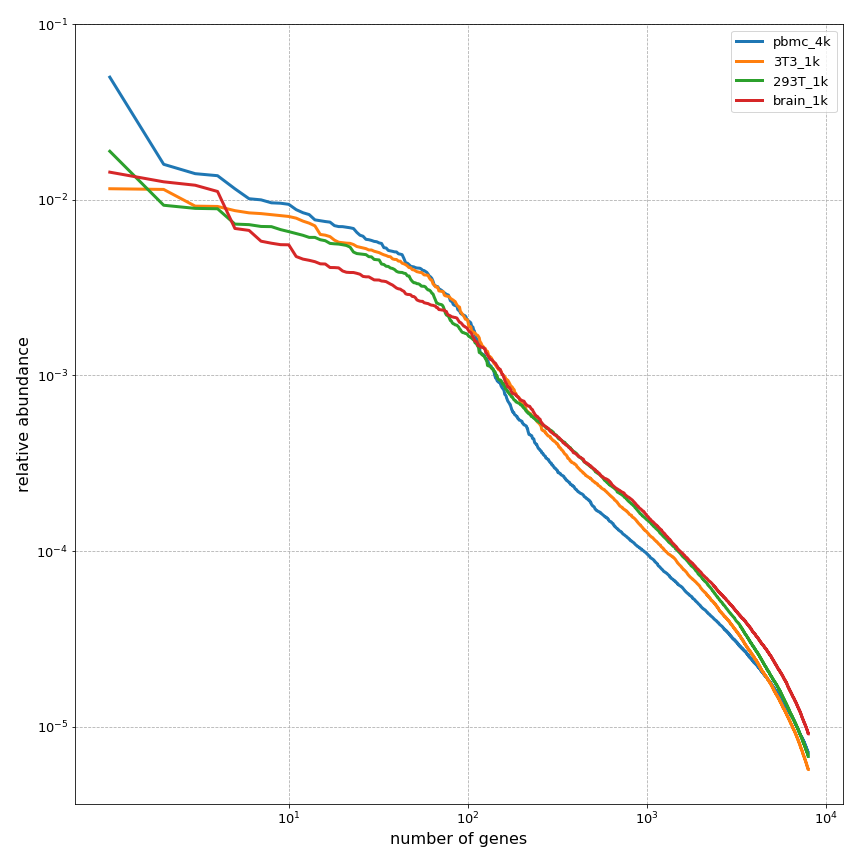 10⁻¹
10⁻²
10⁻³
10⁻⁴
10⁻⁵
relative abundance
10¹
10²
10³
10⁴
number of genes
pbmc_4k
3T3_1k
293T_1k
brain_1k